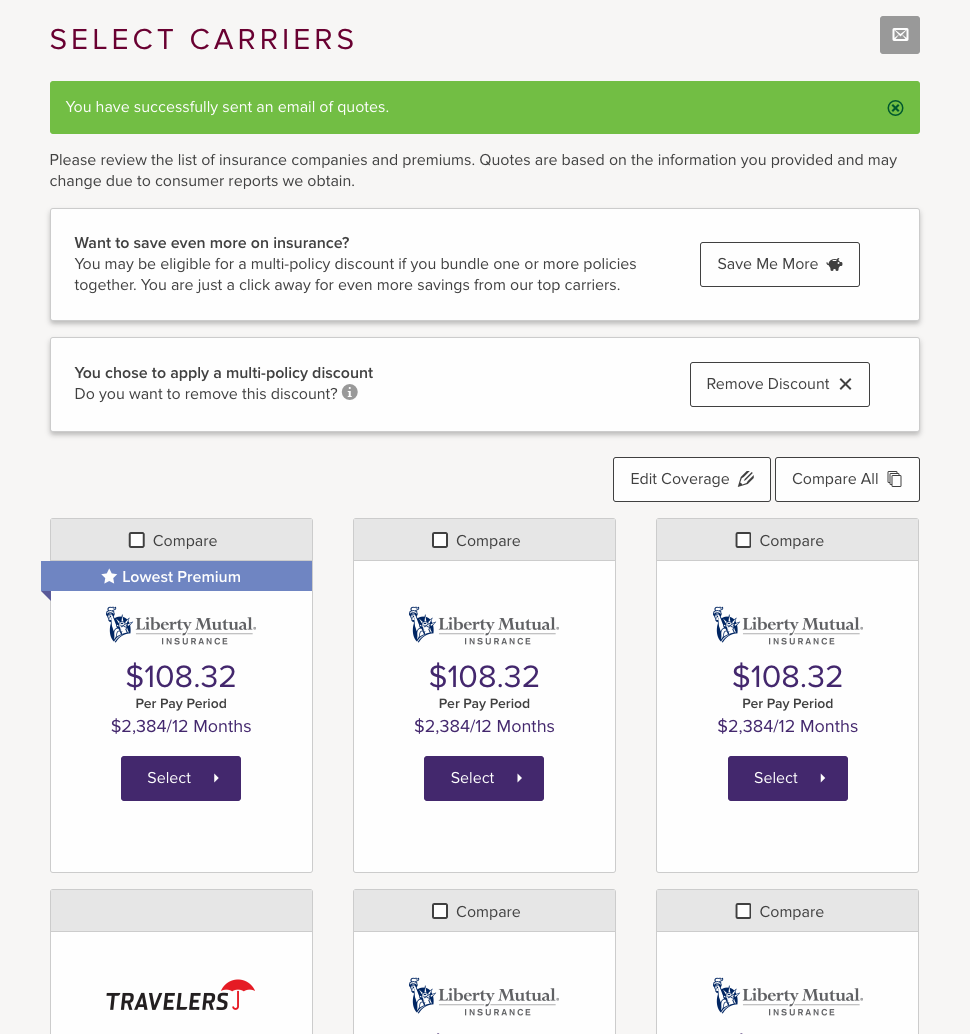 SELECT CARRIERS
You have successfully sent an email of quotes.
Please review the list of insurance companies and premiums. Quotes are based on the information you provided and may
change due to consumer reports we obtain.
Want to save even more on insurance?
You may be eligible for a multi-policy discount if you bundle one or more policies
together. You are just a click away for even more savings from our top carriers.
Save Me More
You chose to apply a multi-policy discount
Do you want to remove this discount?
Remove Discount
Edit Coverage
Compare All
Compare
Lowest Premium
Liberty Mutual.
INSURANCE
$108.32
Per Pay Period
$2,384/12 Months
Select
Compare
Liberty Mutual.
INSURANCE
$108.32
Per Pay Period
$2,384/12 Months
Select
Compare
Liberty Mutual.
INSURANCE
$108.32
Per Pay Period
$2,384/12 Months
Select
TRAVELERS
Compare
Liberty Mutual.
INSURANCE
Compare
Liberty Mutual.
INSURANCE